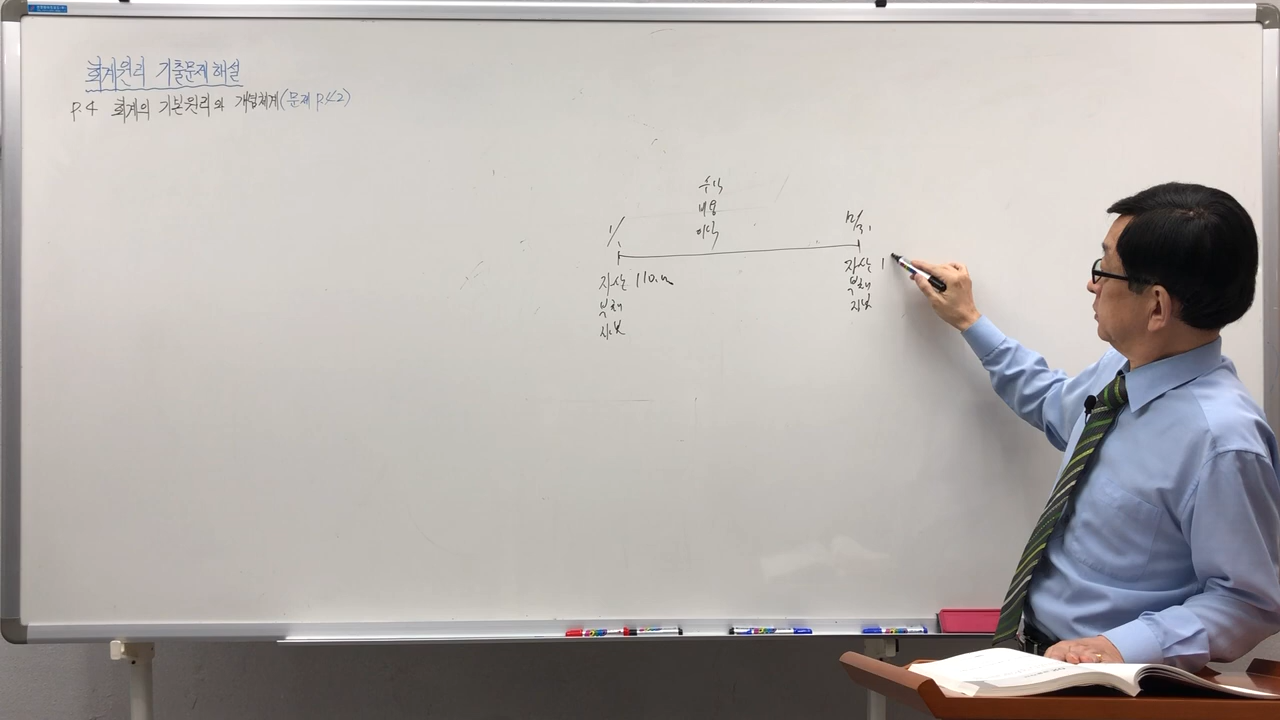 회계원리 기출문제해설
P.4 회계의 기본원리와 개념체계(문제 P.42)
수익
비용
이익
1/1
12/31
자산 110,000
부채
자본
자산 1
부채
자본